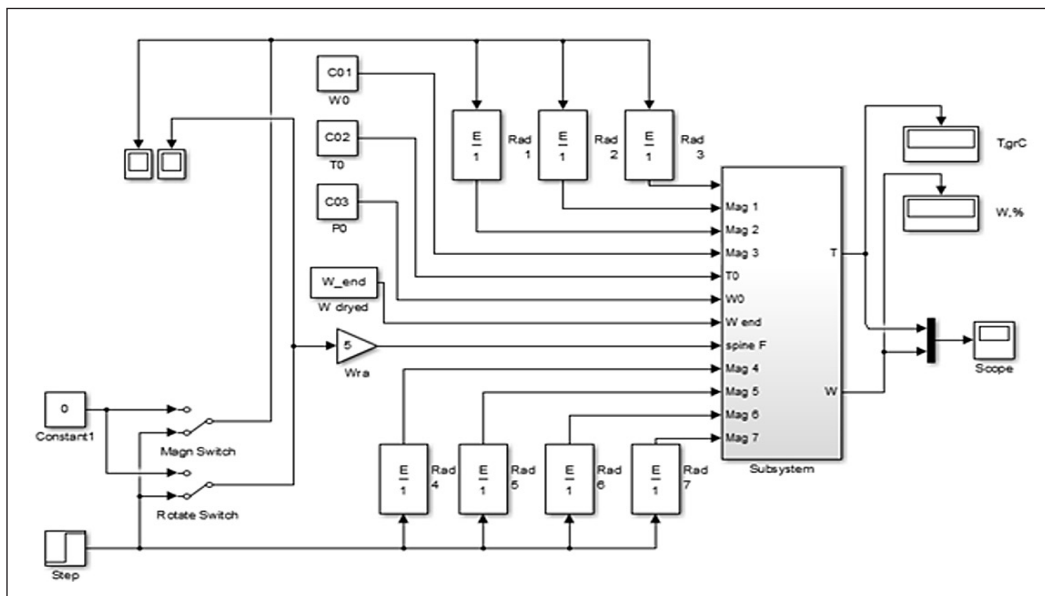 C01
W0
C02
T0
C03
P0
W_end
W dryed
5
Wra
E
1
Rad
1
E
1
Rad
2
E
1
Rad
3
T,grC
W,%
Mag 1
Mag 2
Mag 3
T0
W0
W end
spine F
Mag 4
Mag 5
Mag 6
Mag 7
T
W
Subsystem
Scope
0
Constant1
Magn Switch
Rotate Switch
Step
E
1
Rad
4
E
1
Rad
5
E
1
Rad
6
E
1
Rad
7